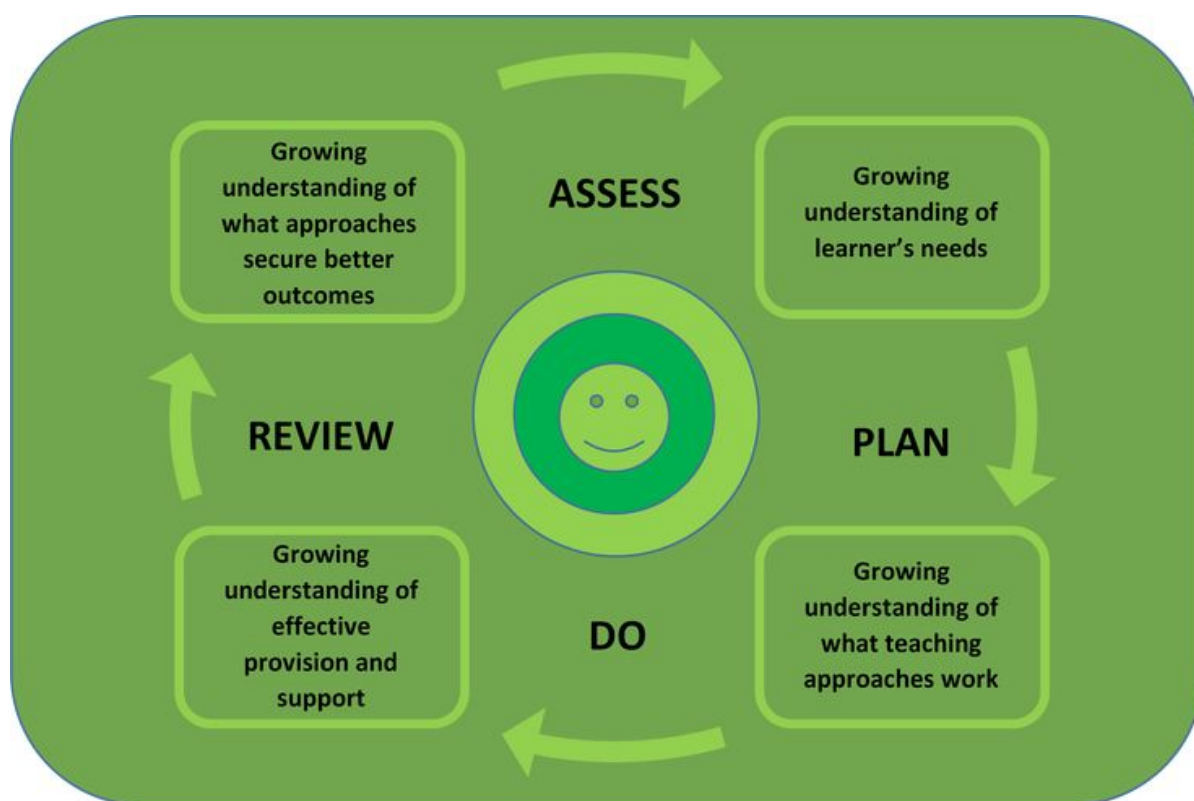 ASSESS
Growing
understanding of
learner’s needs
PLAN
Growing
understanding of
what teaching
approaches work
DO
Growing
understanding of
effective
provision and
support
REVIEW
Growing
understanding of
what approaches
secure better
outcomes